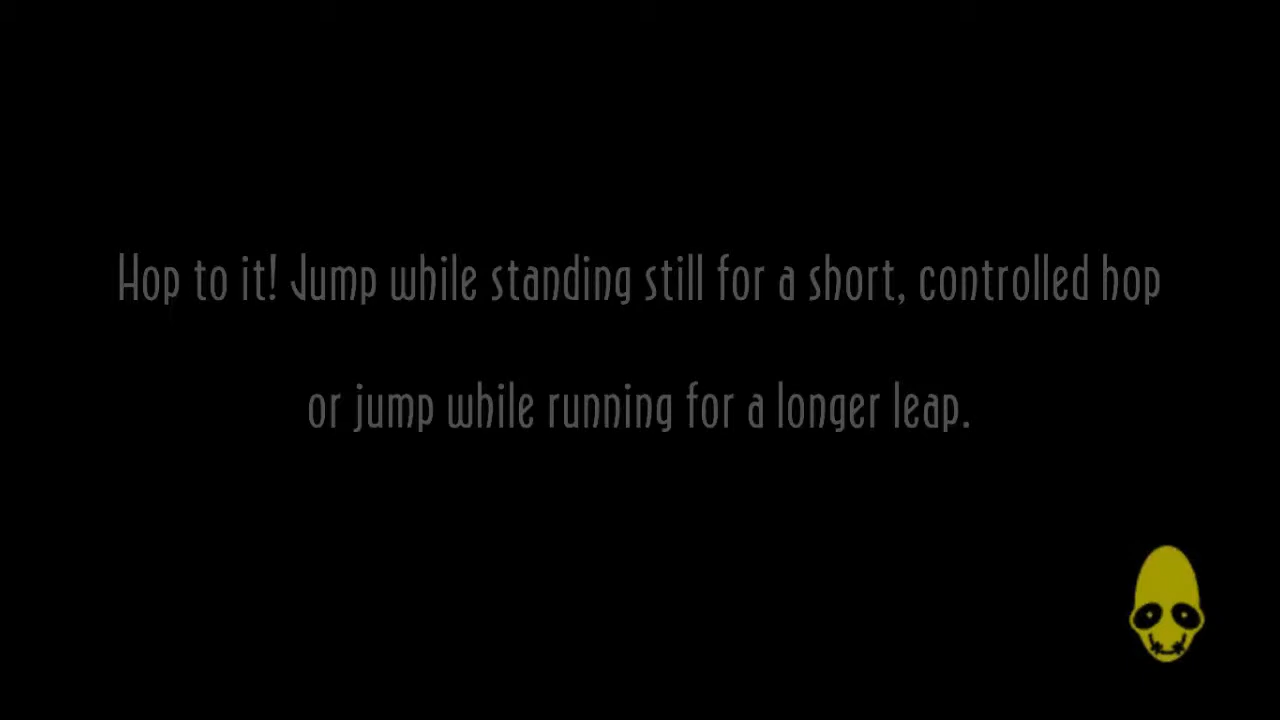 Hop to it! Jump while standing still for a short, controlled hop
or jump while running for a longer leap.